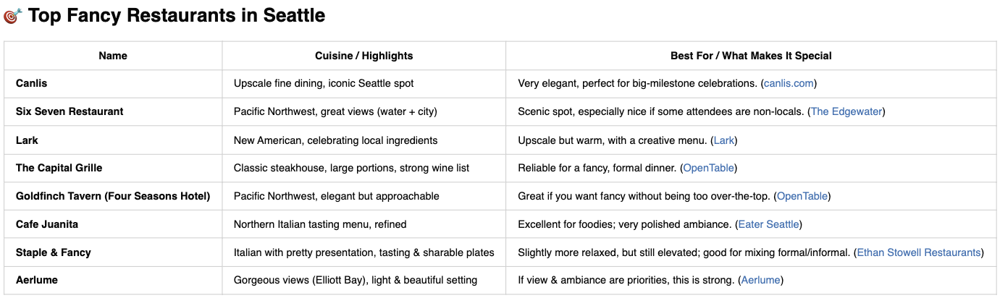 🎯 Top Fancy Restaurants in Seattle
Name Cuisine / Highlights Best For / What Makes It Special
Canlis Upscale fine dining, iconic Seattle spot Very elegant, perfect for big-milestone celebrations. (canlis.com)
Six Seven Restaurant Pacific Northwest, great views (water + city) Scenic spot, especially nice if some attendees are non-locals. (The Edgewater)
Lark New American, celebrating local ingredients Upscale but warm, with a creative menu. (Lark)
The Capital Grille Classic steakhouse, large portions, strong wine list Reliable for a fancy, formal dinner. (OpenTable)
Goldfinch Tavern (Four Seasons Hotel) Pacific Northwest, elegant but approachable Great if you want fancy without being too over-the-top. (OpenTable)
Cafe Juanita Northern Italian tasting menu, refined Excellent for foodies; very polished ambiance. (Eater Seattle)
Staple & Fancy Italian with pretty presentation, tasting & sharable plates Slightly more relaxed, but still elevated; good for mixing formal/informal. (Ethan Stowell Restaurants)
Aerlume Gorgeous views (Elliott Bay), light & beautiful setting If view & ambiance are priorities, this is strong. (Aerlume)